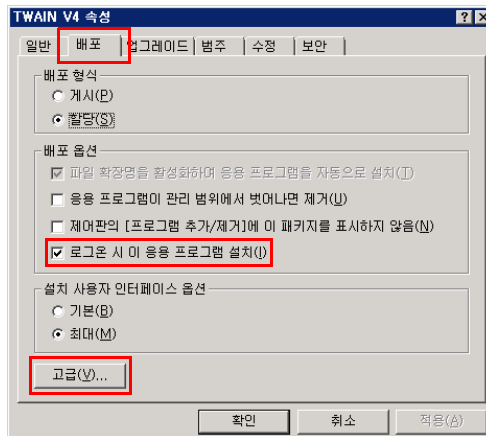 TWAIN V4 속성
일반 배포 업그레이드 범주 수정 보안
배포 형식
게시(P)
할당(S)
배포 옵션
파일 확장명을 활성화하며 응용 프로그램을 자동으로 설치(T)
응용 프로그램이 관리 범위에서 벗어나면 제거(U)
제어판의 [프로그램 추가/제거]에 이 패키지를 표시하지 않음(N)
로그온 시 이 응용 프로그램 설치(I)
설치 사용자 인터페이스 옵션
기본(B)
최대(M)
고급(V)...
확인 취소 적용(A)